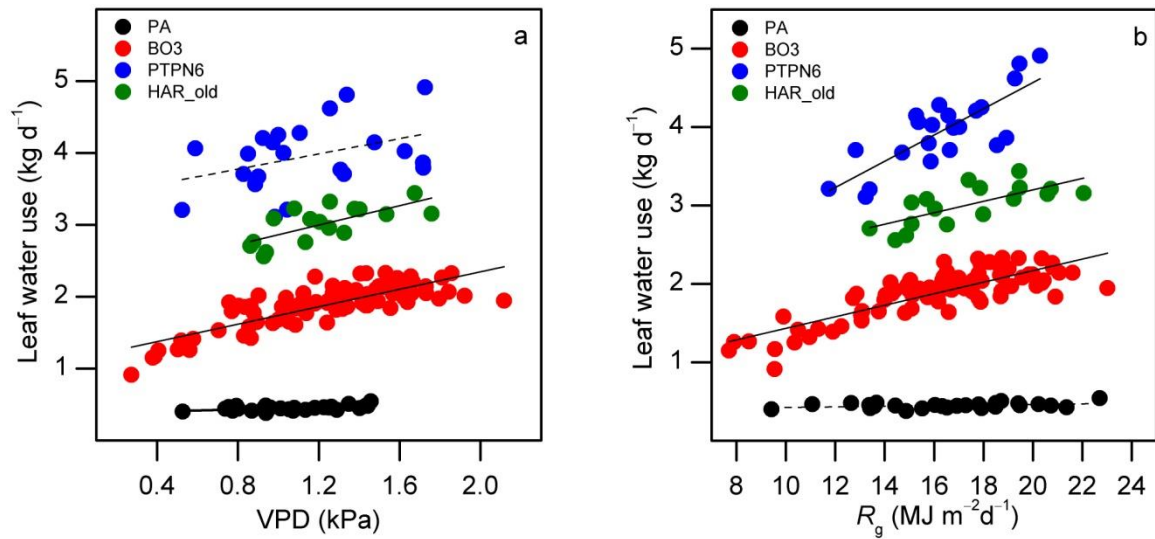 PA
BO3
PTPN6
HAR_old
a
5
4
3
2
1
Leaf water use (kg d⁻¹)
0.4 0.8 1.2 1.6 2.0
VPD (kPa)
PA
BO3
PTPN6
HAR_old
b
5
4
3
2
1
Leaf water use (kg d⁻¹)
8 10 12 14 16 18 20 22 24
Rg (MJ m⁻²d⁻¹)